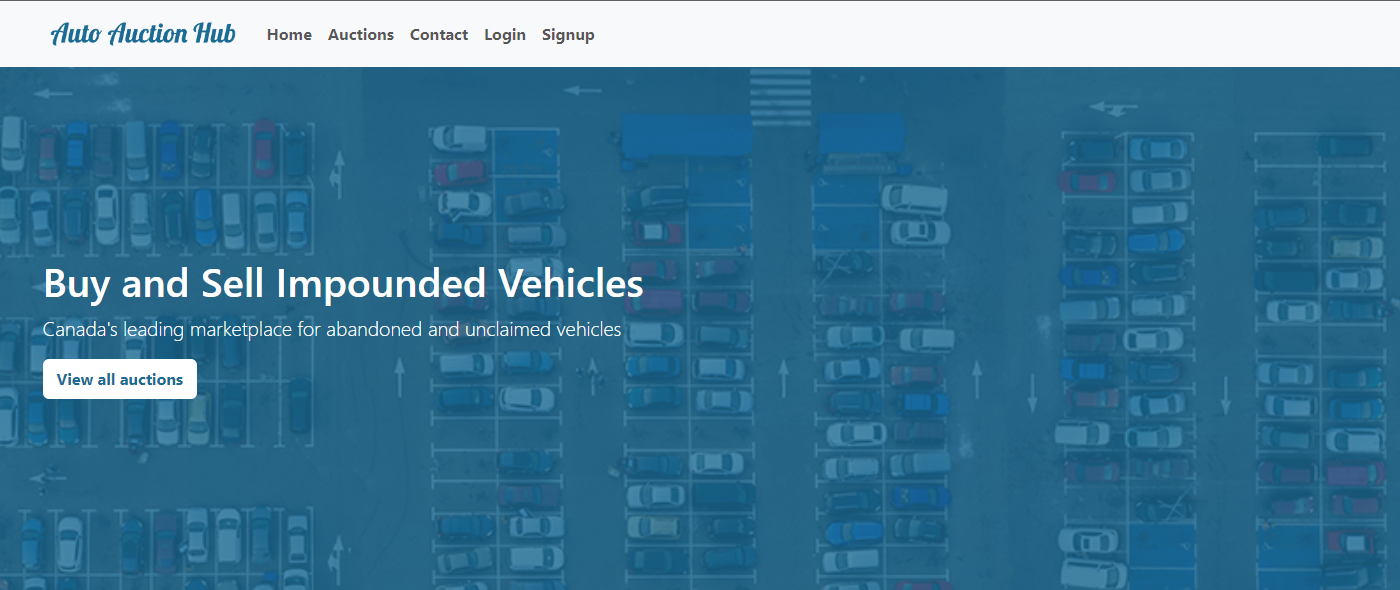 Auto Auction Hub Home Auctions Contact Login Signup
Buy and Sell Impounded Vehicles
Canada's leading marketplace for abandoned and unclaimed vehicles
View all auctions